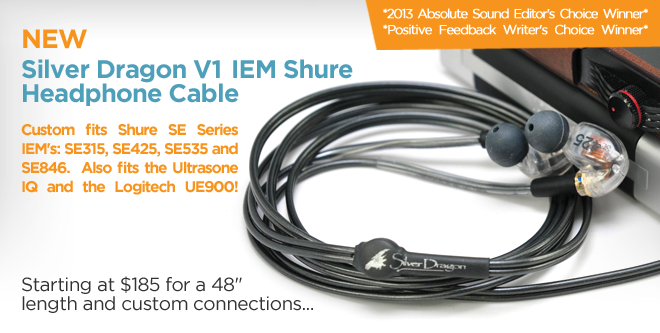 *2013 Absolute Sound Editor's Choice Winner*
*Positive Feedback Writer's Choice Winner*
NEW
Silver Dragon V1 IEM Shure
Headphone Cable
Custom fits Shure SE Series
IEM's: SE315, SE425, SE535 and
SE846. Also fits the Ultrasone
IQ and the Logitech UE900!
Starting at $185 for a 48"
length and custom connections...
Silver Dragon